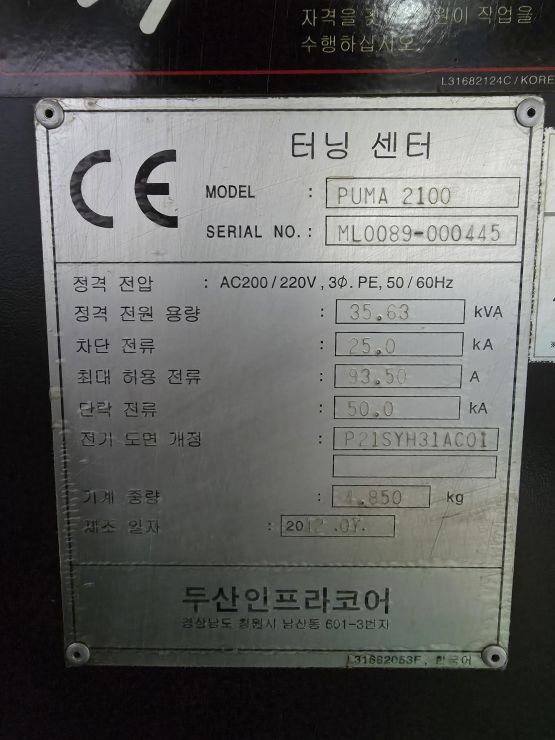 자격을 이 작업을
수행하십시오.
L31682124C/KORE
CE
터닝 센터
MODEL : PUMA 2100
SERIAL NO. : ML0089-000445
정격 전압 : AC200/220V, 3Φ. PE, 50/60Hz
정격 전원 용량 : 35.63 kVA
차단 전류 : 25.0 kA
최대 허용 전류 : 93.50 A
단락 전류 : 50.0 kA
전기 도면 개정 : P21SYH31AC01
기계 중량 : 4.850 kg
제조 일자 : 2012.07.
두산인프라코어
경상남도 창원시 남산동 601-3번지
L31682053F, 한국어